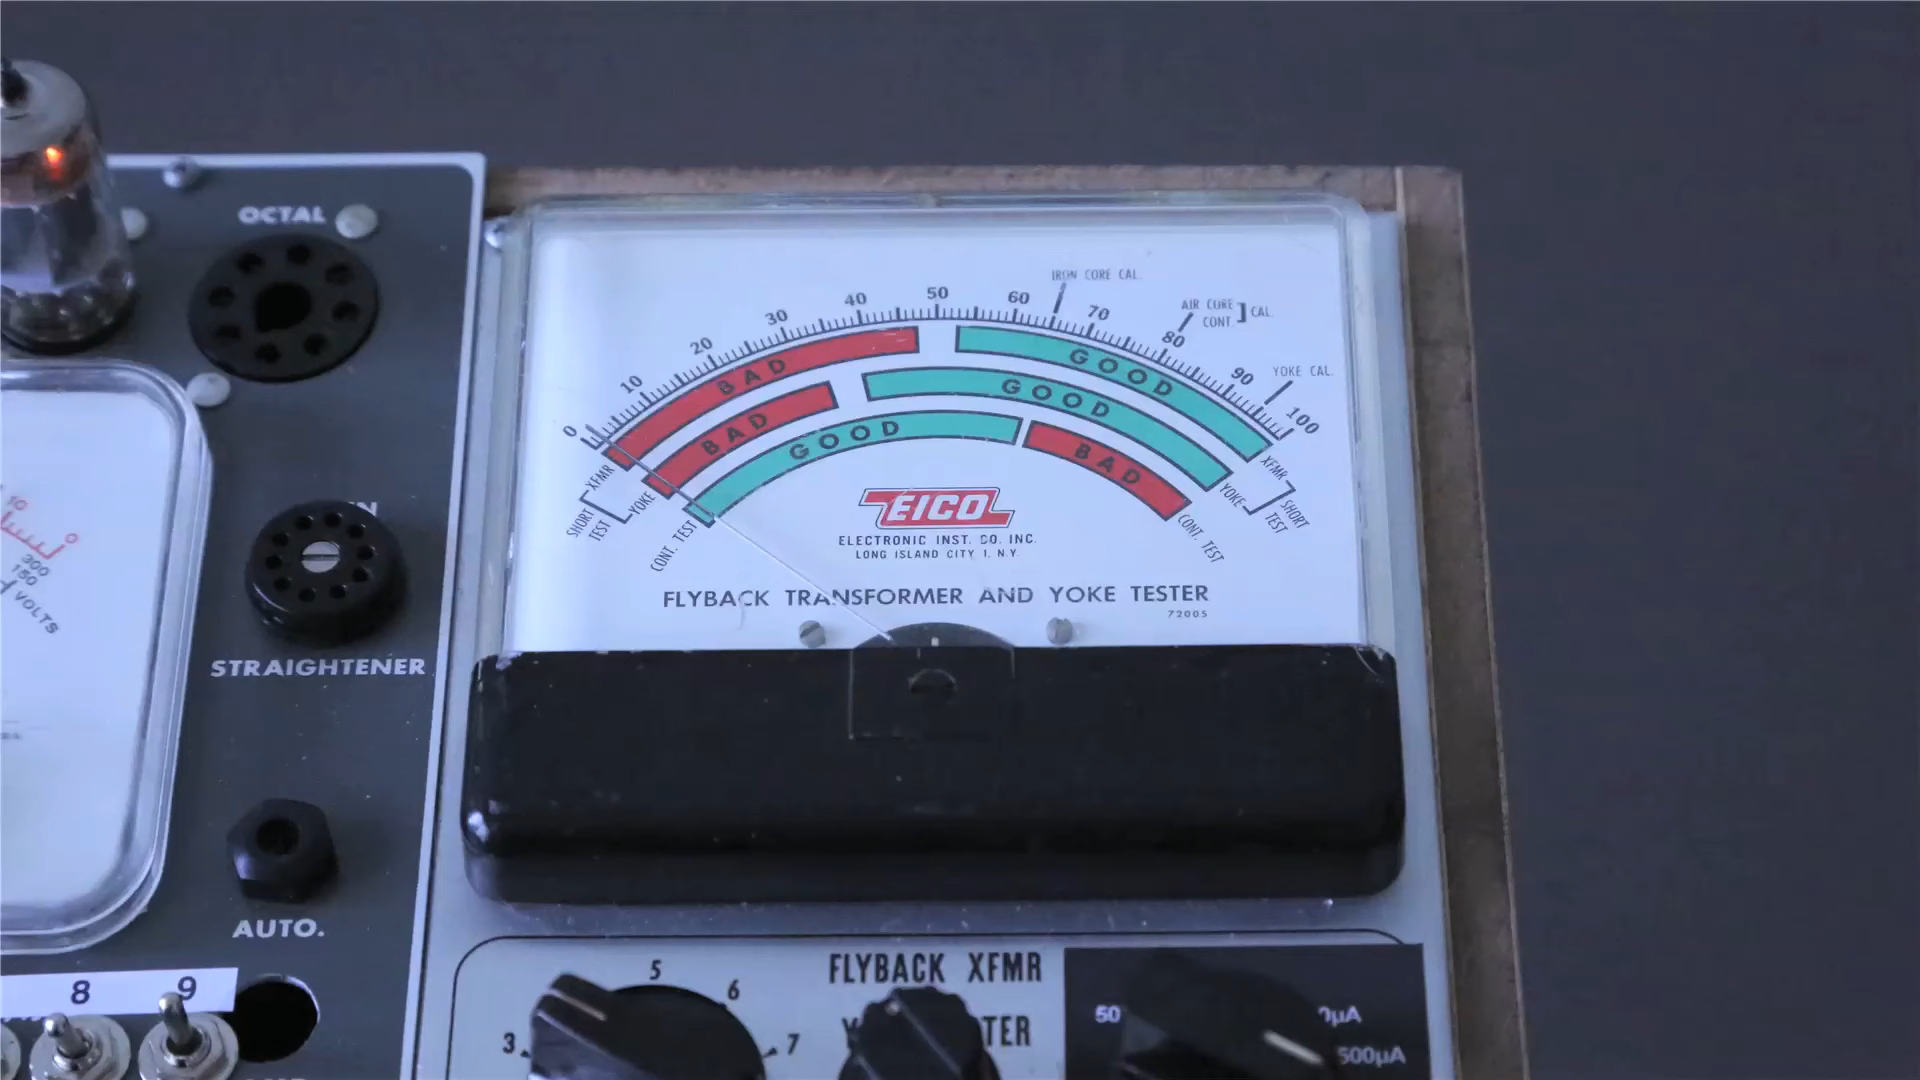 OCTAL
STRAIGHTENER
AUTO.
8 9
10 0
300
150
VOLTS
IRON CORE CAL.
AIR CORE
CONT. ] CAL.
YOKE CAL.
0 10 20 30 40 50 60 70 80 90 100
BAD GOOD
BAD GOOD
GOOD BAD
XFMR
YOKE
SHORT
TEST
CONT. TEST
XFMR
YOKE
SHORT
TEST
CONT. TEST
EICO
ELECTRONIC INST. CO. INC.
LONG ISLAND CITY 1, N.Y.
FLYBACK TRANSFORMER AND YOKE TESTER
72005
3 5 6 7
FLYBACK XFMR
50
500µA